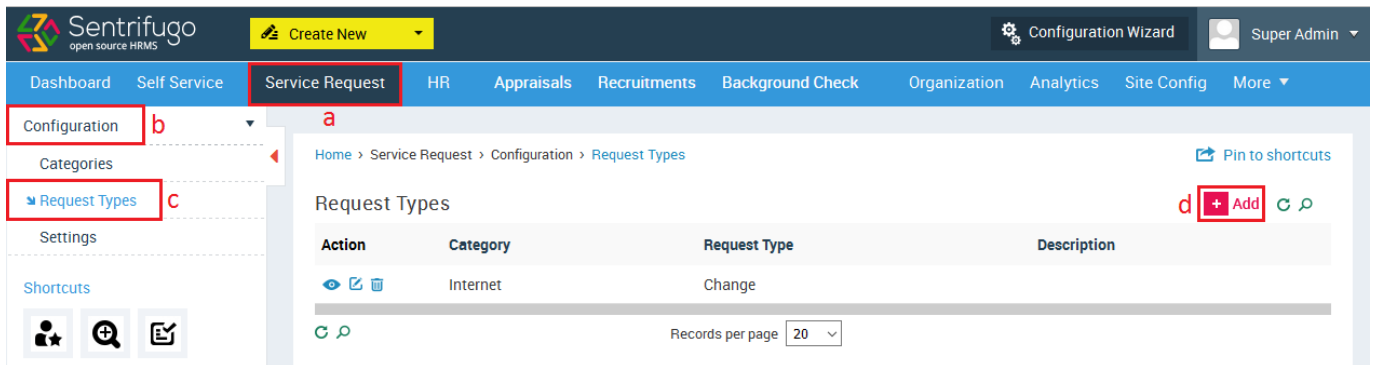 Sentrifugo
open source HRMS
Create New
Configuration Wizard
Super Admin
Dashboard Self Service Service Request HR Appraisals Recruitments Background Check Organization Analytics Site Config More
a
Configuration b
Categories
Request Types c
Settings
Shortcuts
Home > Service Request > Configuration > Request Types
Pin to shortcuts
Request Types
d + Add
Action Category Request Type Description
Internet Change
Records per page 20